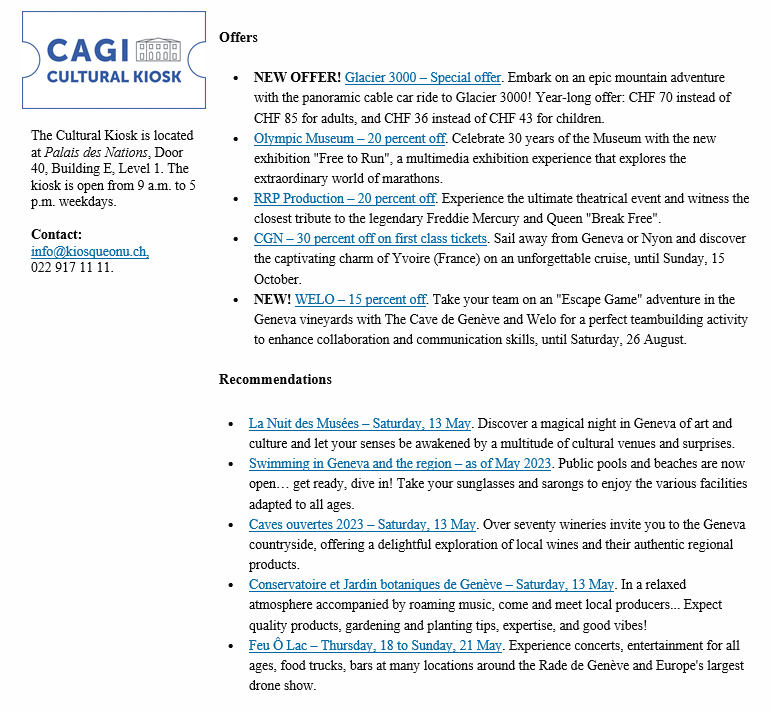 CAGI
CULTURAL KIOSK
The Cultural Kiosk is located
at Palais des Nations, Door
40, Building E, Level 1. The
kiosk is open from 9 a.m. to 5
p.m. weekdays.
Contact:
info@kiosqueonu.ch,
022 917 11 11.
Offers
• NEW OFFER! Glacier 3000 – Special offer. Embark on an epic mountain adventure
with the panoramic cable car ride to Glacier 3000! Year-long offer: CHF 70 instead of
CHF 85 for adults, and CHF 36 instead of CHF 43 for children.
• Olympic Museum – 20 percent off. Celebrate 30 years of the Museum with the new
exhibition "Free to Run", a multimedia exhibition experience that explores the
extraordinary world of marathons.
• RRP Production – 20 percent off. Experience the ultimate theatrical event and witness the
closest tribute to the legendary Freddie Mercury and Queen "Break Free".
• CGN – 30 percent off on first class tickets. Sail away from Geneva or Nyon and discover
the captivating charm of Yvoire (France) on an unforgettable cruise, until Sunday, 15
October.
• NEW! WELO – 15 percent off. Take your team on an "Escape Game" adventure in the
Geneva vineyards with The Cave de Genève and Welo for a perfect teambuilding activity
to enhance collaboration and communication skills, until Saturday, 26 August.
Recommendations
• La Nuit des Musées – Saturday, 13 May. Discover a magical night in Geneva of art and
culture and let your senses be awakened by a multitude of cultural venues and surprises.
• Swimming in Geneva and the region – as of May 2023. Public pools and beaches are now
open… get ready, dive in! Take your sunglasses and sarongs to enjoy the various facilities
adapted to all ages.
• Caves ouvertes 2023 – Saturday, 13 May. Over seventy wineries invite you to the Geneva
countryside, offering a delightful exploration of local wines and their authentic regional
products.
• Conservatoire et Jardin botaniques de Genève – Saturday, 13 May. In a relaxed
atmosphere accompanied by roaming music, come and meet local producers... Expect
quality products, gardening and planting tips, expertise, and good vibes!
• Feu Ô Lac – Thursday, 18 to Sunday, 21 May. Experience concerts, entertainment for all
ages, food trucks, bars at many locations around the Rade de Genève and Europe's largest
drone show.